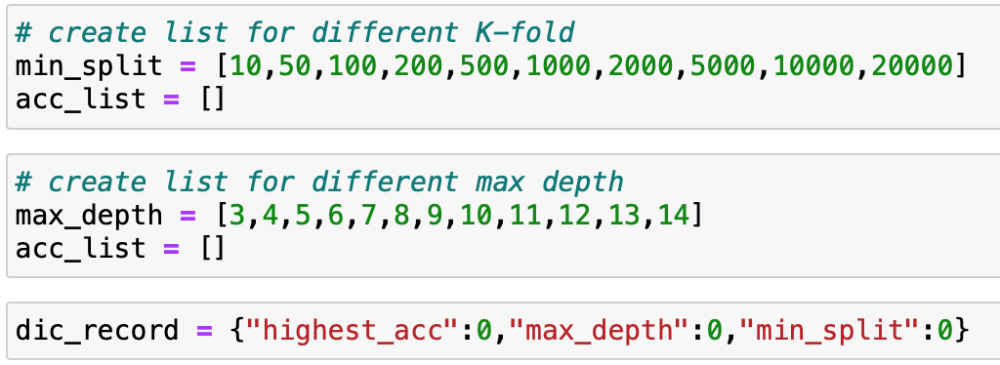 # create list for different K-fold
min_split = [10,50,100,200,500,1000,2000,5000,10000,20000]
acc_list = []
# create list for different max depth
max_depth = [3,4,5,6,7,8,9,10,11,12,13,14]
acc_list = []
dic_record = {"highest_acc":0,"max_depth":0,"min_split":0}